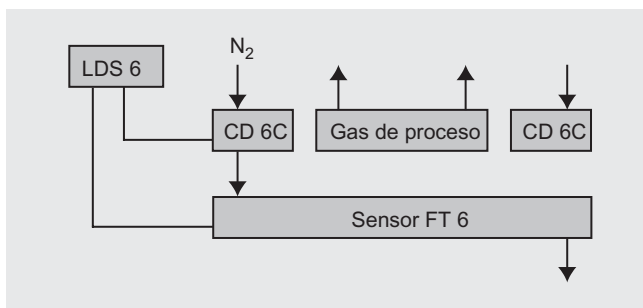 N₂
LDS 6
CD 6C
Gas de proceso
CD 6C
Sensor FT 6